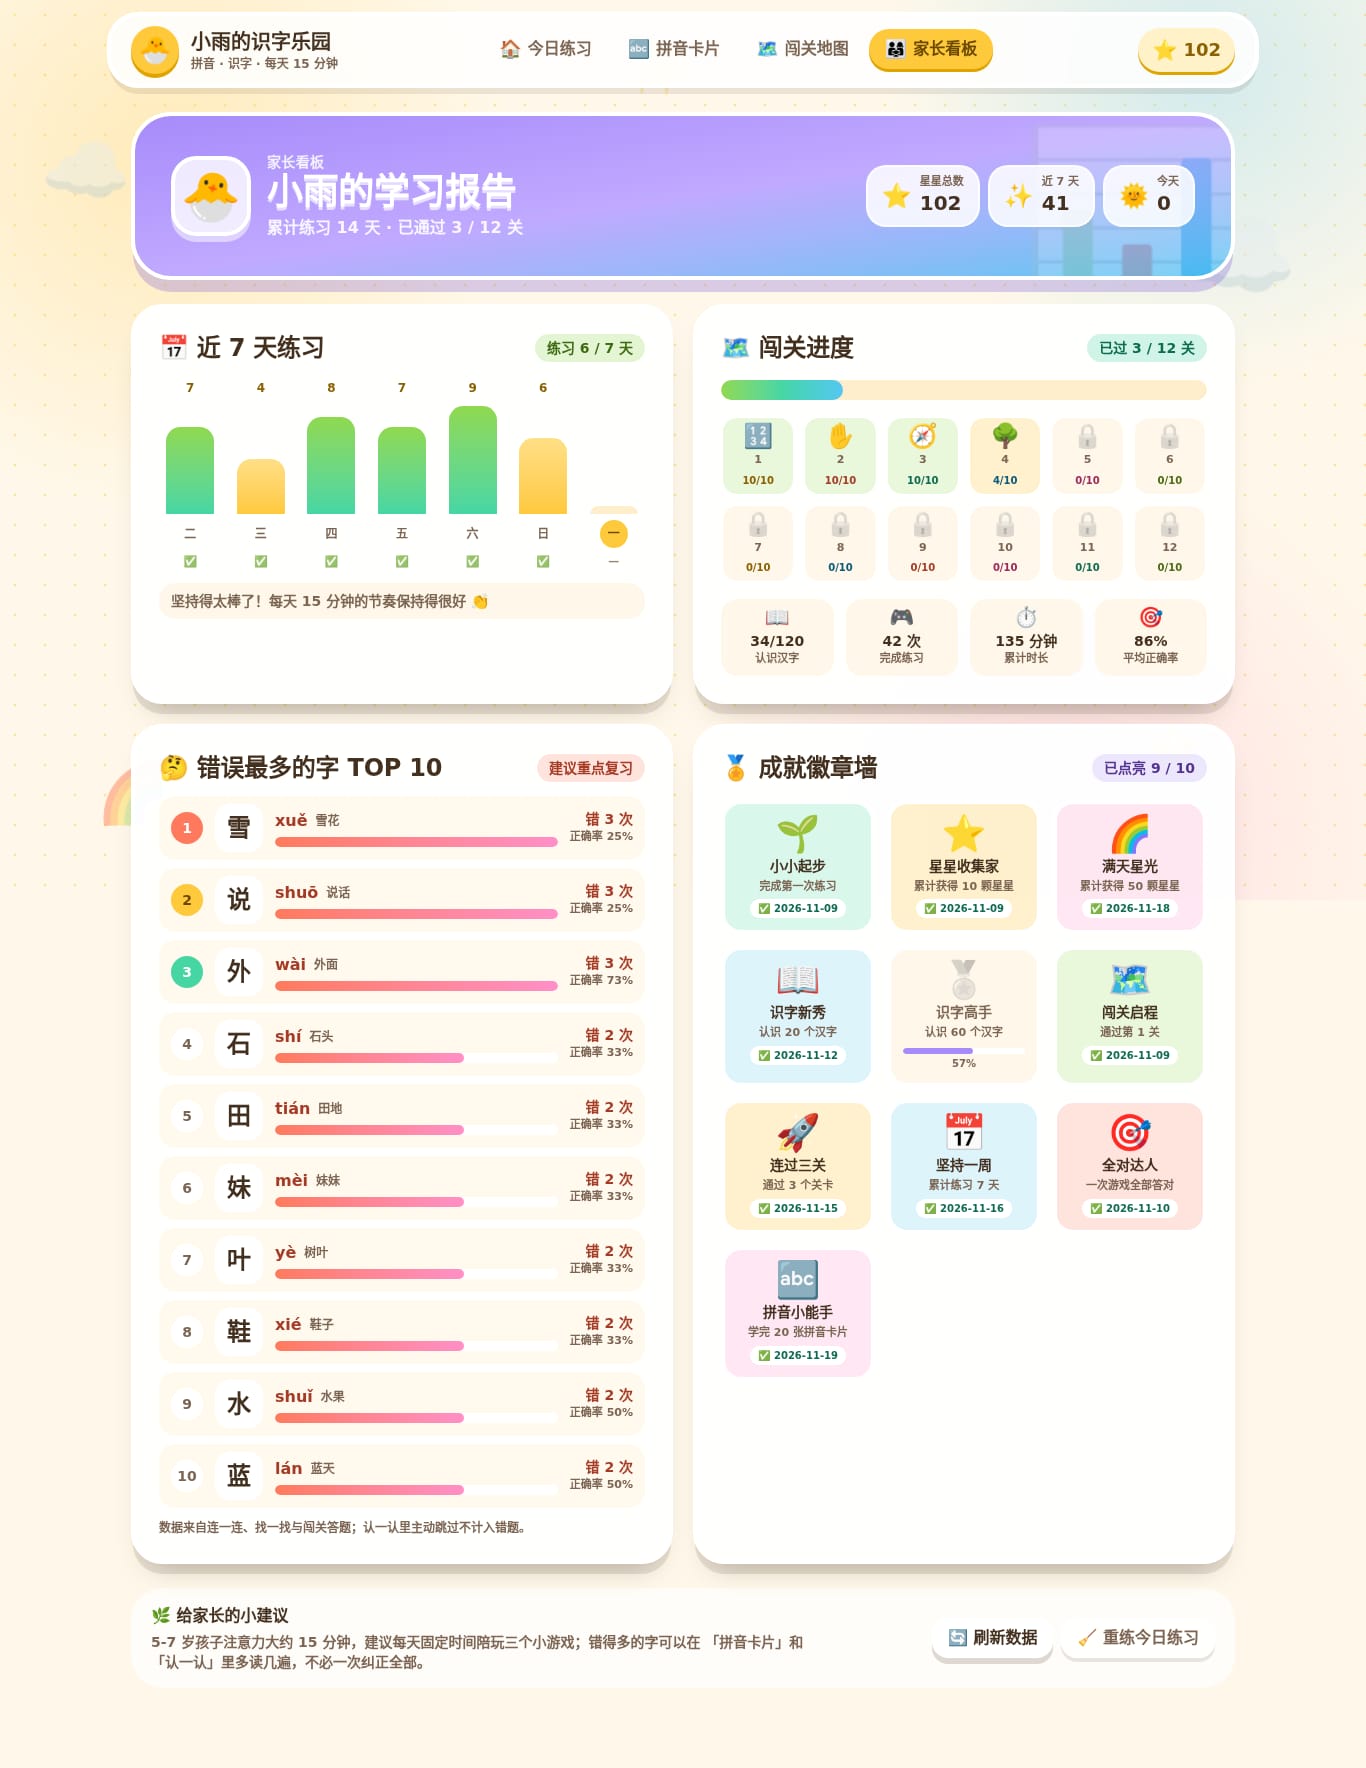 小雨的识字乐园
拼音 · 识字 · 每天 15 分钟
今日练习
拼音卡片
闯关地图
家长看板
102
家长看板
小雨的学习报告
累计练习 14 天 · 已通过 3 / 12 关
星星总数
102
近 7 天
41
今天
0
近 7 天练习
练习 6 / 7 天
7 4 8 7 9 6
二 三 四 五 六 日 一
—
坚持得太棒了！每天 15 分钟的节奏保持得很好
闯关进度
已过 3 / 12 关
1 2 3 4 5 6
10/10 10/10 10/10 4/10 0/10 0/10
7 8 9 10 11 12
0/10 0/10 0/10 0/10 0/10 0/10
34/120
认识汉字
42 次
完成练习
135 分钟
累计时长
86%
平均正确率
错误最多的字 TOP 10
建议重点复习
1 雪 xuě 雪花 错 3 次
正确率 25%
2 说 shuō 说话 错 3 次
正确率 25%
3 外 wài 外面 错 3 次
正确率 73%
4 石 shí 石头 错 2 次
正确率 33%
5 田 tián 田地 错 2 次
正确率 33%
6 妹 mèi 妹妹 错 2 次
正确率 33%
7 叶 yè 树叶 错 2 次
正确率 33%
8 鞋 xié 鞋子 错 2 次
正确率 33%
9 水 shuǐ 水果 错 2 次
正确率 50%
10 蓝 lán 蓝天 错 2 次
正确率 50%
数据来自连一连、找一找与闯关答题；认一认里主动跳过不计入错题。
成就徽章墙
已点亮 9 / 10
小小起步
完成第一次练习
2026-11-09
星星收集家
累计获得 10 颗星星
2026-11-09
满天星光
累计获得 50 颗星星
2026-11-18
识字新秀
认识 20 个汉字
2026-11-12
识字高手
认识 60 个汉字
57%
闯关启程
通过第 1 关
2026-11-09
连过三关
通过 3 个关卡
2026-11-15
坚持一周
累计练习 7 天
2026-11-16
全对达人
一次游戏全部答对
2026-11-10
拼音小能手
学完 20 张拼音卡片
2026-11-19
给家长的小建议
5-7 岁孩子注意力大约 15 分钟，建议每天固定时间陪玩三个小游戏；错得多的字可以在 「拼音卡片」和
「认一认」里多读几遍，不必一次纠正全部。
刷新数据
重练今日练习